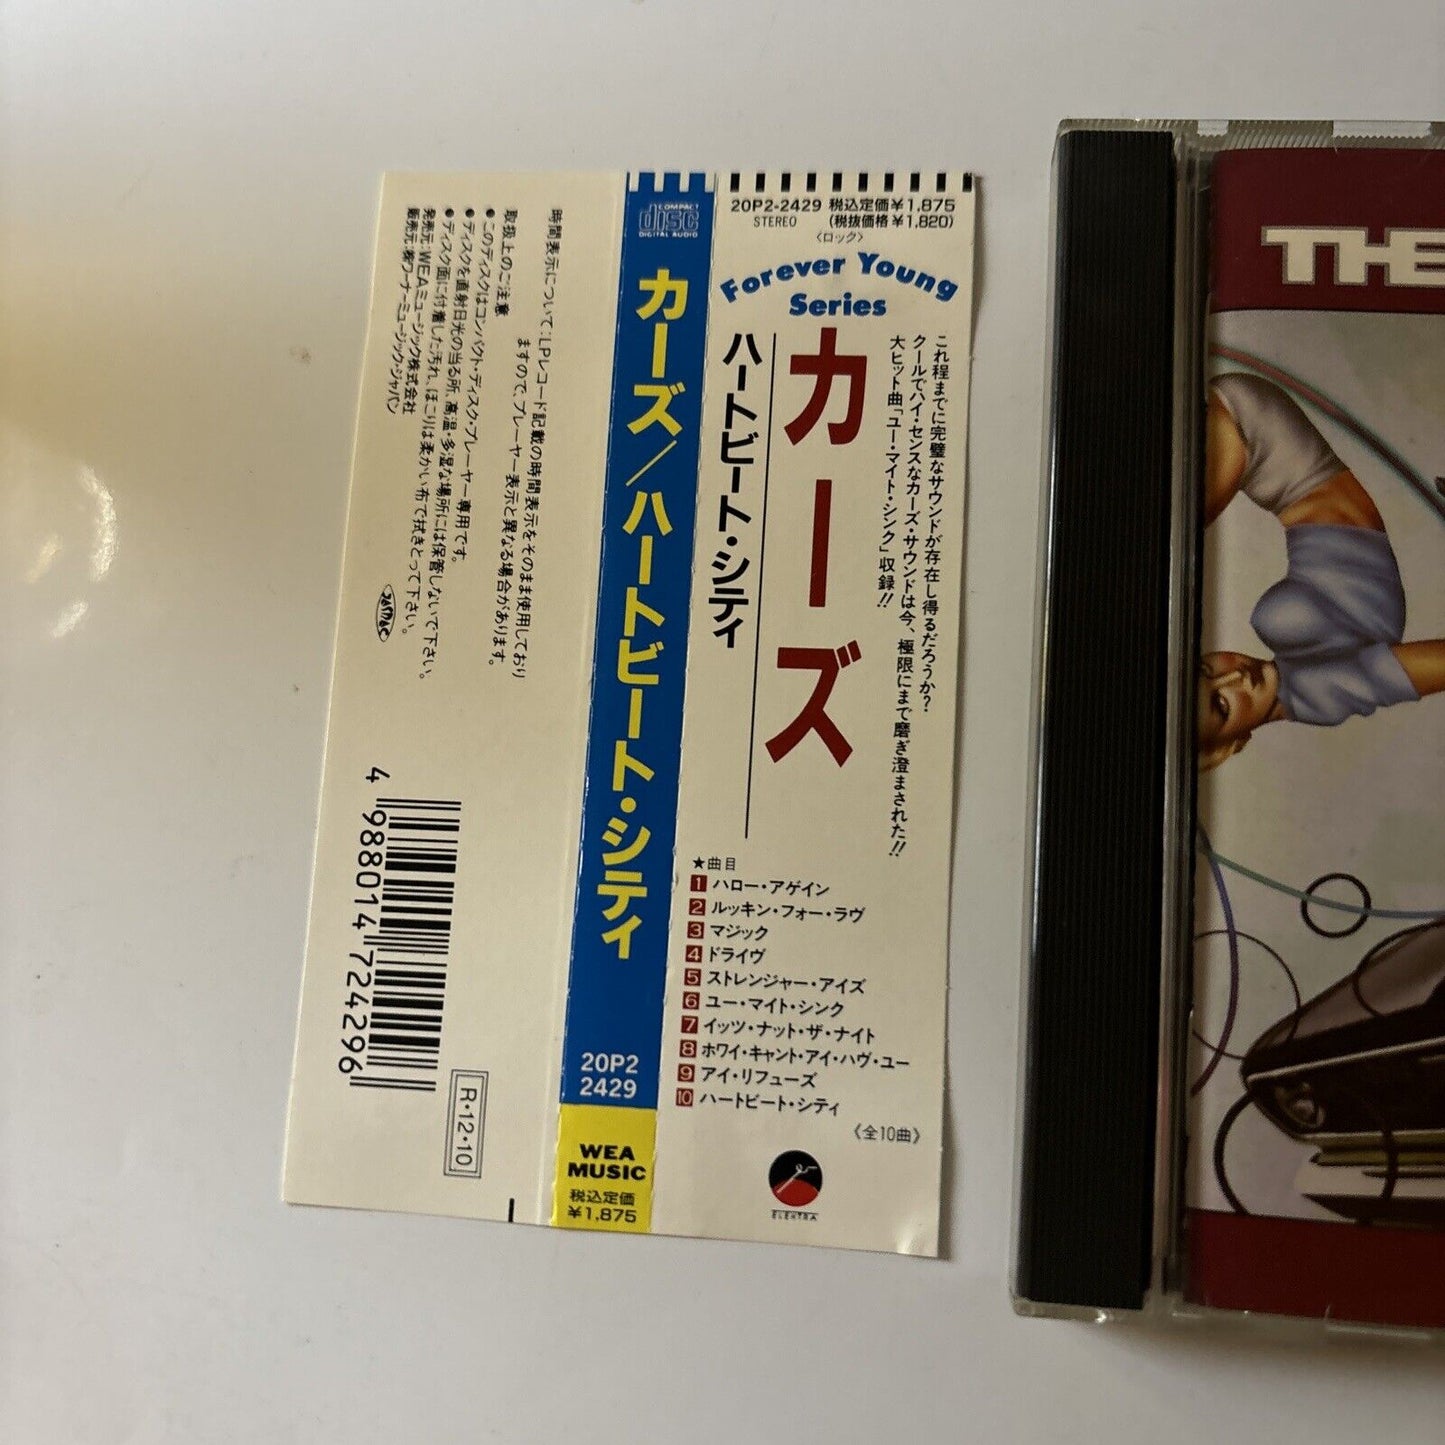 時間表示について:LPレコード記載の時間表示をそのまま使用しており
ますので、プレーヤー表示と異なる場合があります。
取扱上のご注意
●このディスクはコンパクト・ディスク・プレーヤー専用です。
●ディスクを直射日光の当る所、高温・多湿な場所には保管しないで下さい。
●ディスク面に付着した汚れ、ほこりは柔かい布で拭きとって下さい。
発売元:WEAミュージック株式会社
販売元:㈱ワーナーミュージック・ジャパン
4 988014 724296
R・12・10
COMPACT
disc
DIGITAL AUDIO
カーズ/ハートビート・シティ
20P2
2429
WEA
MUSIC
税込定価
¥1,875
20P2-2429 税込定価¥1,875
STEREO (税抜価格¥1,820)
〈ロック〉
Forever Young
Series
カーズ
ハートビート・シティ
これ程までに完璧なサウンドが存在し得るだろうか?
クールでハイ・センスなカーズ・サウンドは今、極限にまで磨ぎ澄まされた!!
大ヒット曲「ユー・マイト・シンク」収録!!
★曲目
1 ハロー・アゲイン
2 ルッキン・フォー・ラヴ
3 マジック
4 ドライヴ
5 ストレンジャー・アイズ
6 ユー・マイト・シンク
7 イッツ・ナット・ザ・ナイト
8 ホワイ・キャント・アイ・ハヴ・ユー
9 アイ・リフューズ
10 ハートビート・シティ
《全10曲》
ELEKTRA
THE